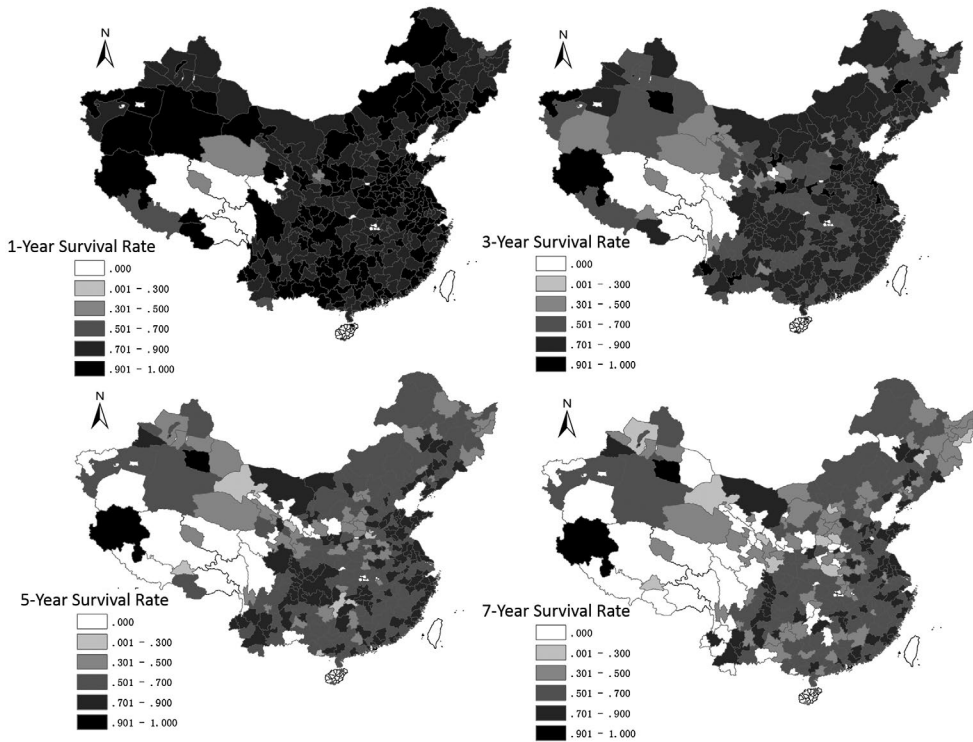 N
1-Year Survival Rate
.000
.001 - .300
.301 - .500
.501 - .700
.701 - .900
.901 - 1.000
N
3-Year Survival Rate
.000
.001 - .300
.301 - .500
.501 - .700
.701 - .900
.901 - 1.000
N
5-Year Survival Rate
.000
.001 - .300
.301 - .500
.501 - .700
.701 - .900
.901 - 1.000
N
7-Year Survival Rate
.000
.001 - .300
.301 - .500
.501 - .700
.701 - .900
.901 - 1.000